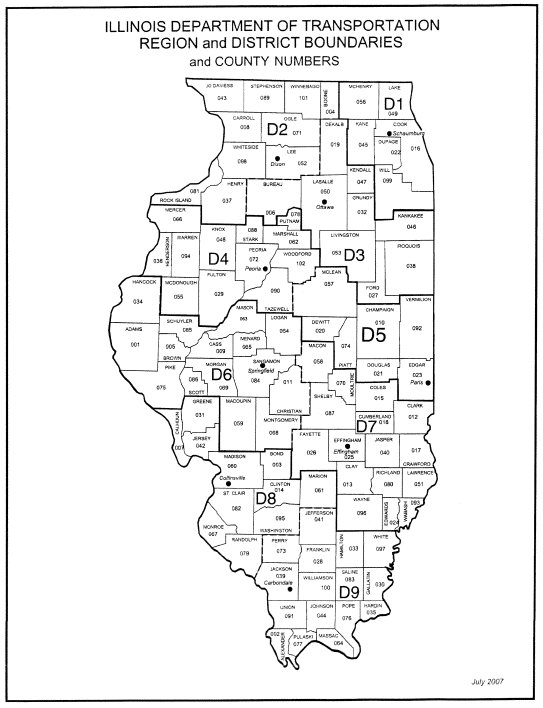 ILLINOIS DEPARTMENT OF TRANSPORTATION
REGION and DISTRICT BOUNDARIES
and COUNTY NUMBERS
JO DAVIESS
043
STEPHENSON
089
WINNEBAGO
101
BOONE
004
MCHENRY
056
LAKE
D1
049
CARROLL
008
OGLE
D2
071
DEKALB
019
KANE
045
COOK
Schaumburg
016
DUPAGE
022
WHITESIDE
098
LEE
052
Dixon
KENDALL
047
WILL
099
HENRY
037
BUREAU
006
LASALLE
050
Ottawa
GRUNDY
032
081
ROCK ISLAND
MERCER
066
078
PUTNAM
KANKAKEE
046
KNOX
048
088
STARK
MARSHALL
062
LIVINGSTON
053
D3
IROQUOIS
038
HENDERSON
036
WARREN
094
D4
PEORIA
072
Peoria
WOODFORD
102
MCLEAN
057
FORD
027
HANCOCK
034
MCDONOUGH
055
FULTON
029
090
TAZEWELL
VERMILION
092
MASON
063
LOGAN
054
DEWITT
020
CHAMPAIGN
010
D5
074
PIATT
ADAMS
001
SCHUYLER
085
005
BROWN
CASS
009
MENARD
065
MACON
058
DOUGLAS
021
EDGAR
023
Paris
PIKE
075
MORGAN
D6
069
086
SCOTT
SANGAMON
Springfield
084
011
CHRISTIAN
070
MOULTRIE
COLES
015
SHELBY
087
CLARK
012
GREENE
031
MACOUPIN
059
MONTGOMERY
068
CUMBERLAND
D7
018
CALHOUN
007
JERSEY
042
FAYETTE
026
EFFINGHAM
Effingham
025
JASPER
040
017
CRAWFORD
MADISON
060
Collinsville
BOND
003
CLAY
013
RICHLAND
080
LAWRENCE
051
CLINTON
014
D8
MARION
061
ST. CLAIR
082
WAYNE
096
EDWARDS
024
WABASH
093
JEFFERSON
041
095
WASHINGTON
MONROE
067
RANDOLPH
079
PERRY
073
HAMILTON
033
WHITE
097
FRANKLIN
028
JACKSON
039
Carbondale
WILLIAMSON
100
SALINE
083
D9
GALLATIN
030
UNION
091
JOHNSON
044
POPE
076
HARDIN
035
002
ALEXANDER
PULASKI
077
MASSAC
064
July 2007